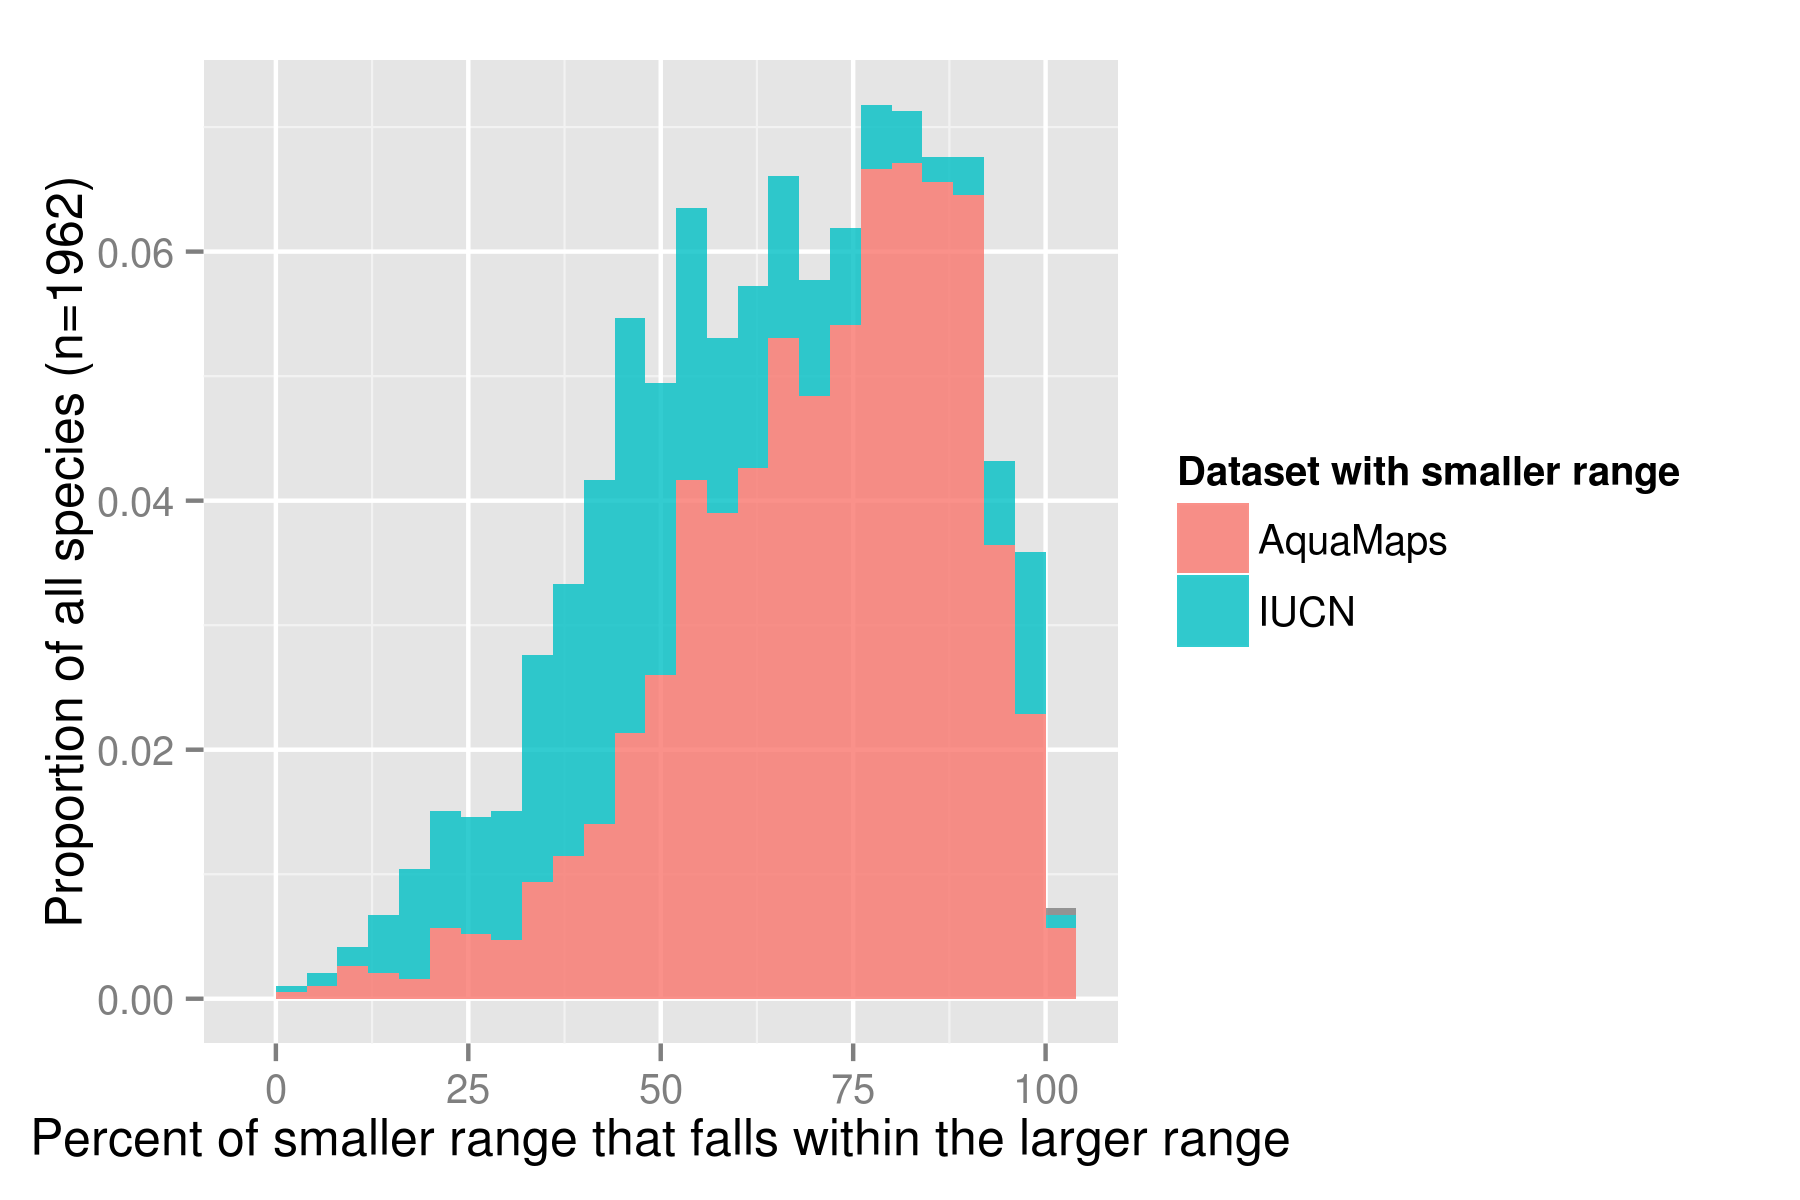 Proportion of all species (n=1962)
0.06
0.04
0.02
0.00
0 25 50 75 100
Percent of smaller range that falls within the larger range
Dataset with smaller range
AquaMaps
IUCN